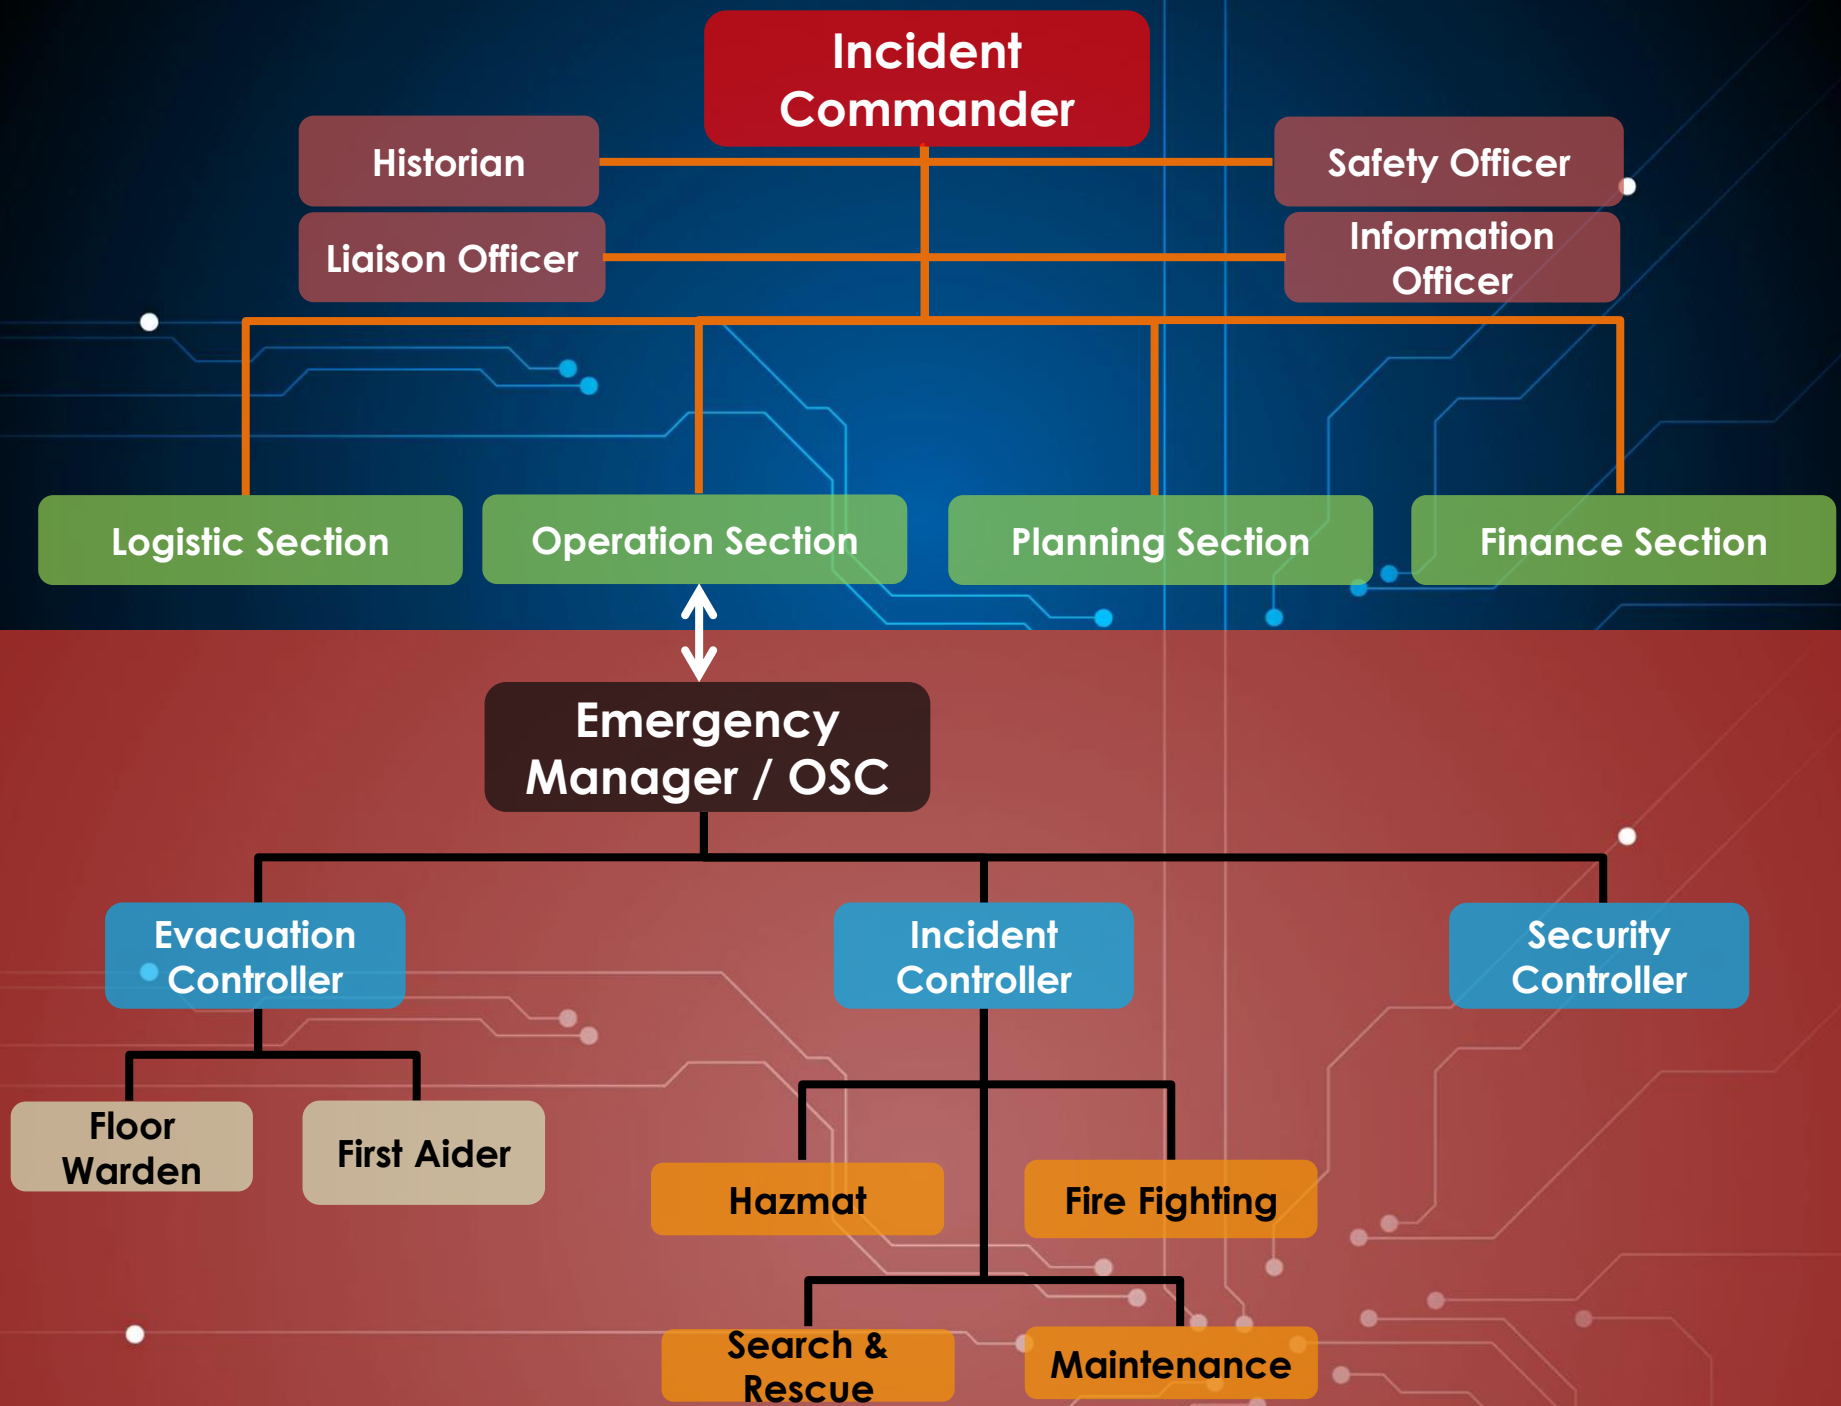 Incident
Commander
Historian
Safety Officer
Liaison Officer
Information
Officer
Logistic Section
Operation Section
Planning Section
Finance Section
Emergency
Manager / OSC
Evacuation
Controller
Incident
Controller
Security
Controller
Floor
Warden
First Aider
Hazmat
Fire Fighting
Search &
Rescue
Maintenance